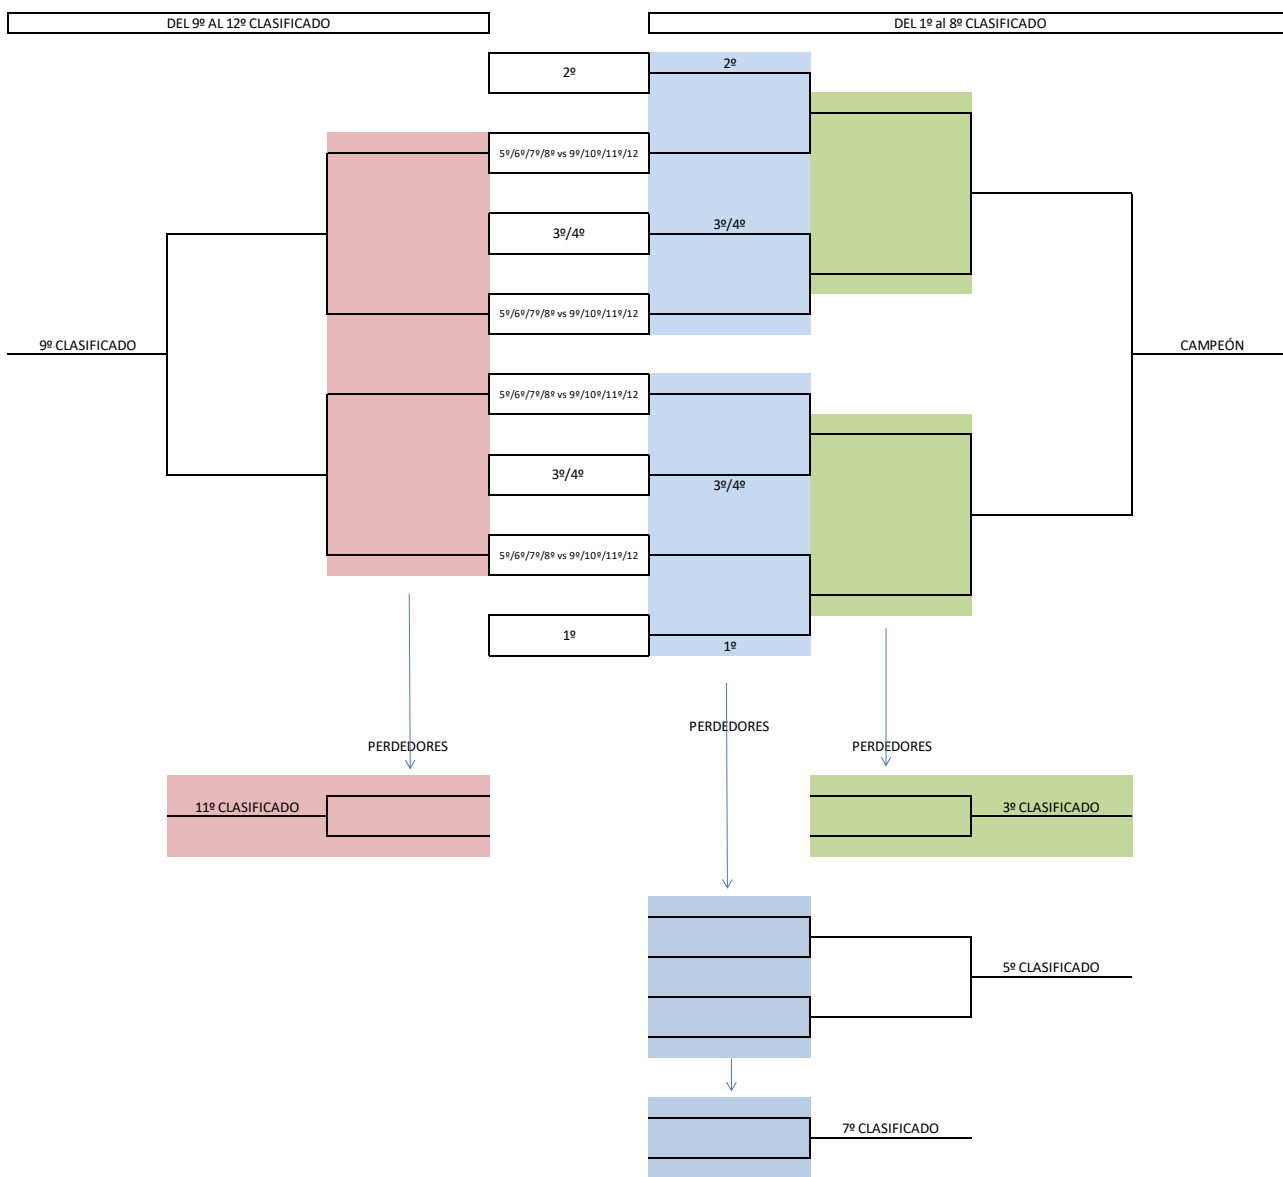 DEL 9º AL 12º CLASIFICADO
DEL 1º al 8º CLASIFICADO
2º
2º
5º/6º/7º/8º vs 9º/10º/11º/12
3º/4º
3º/4º
5º/6º/7º/8º vs 9º/10º/11º/12
9º CLASIFICADO
CAMPEÓN
5º/6º/7º/8º vs 9º/10º/11º/12
3º/4º
3º/4º
5º/6º/7º/8º vs 9º/10º/11º/12
1º
1º
PERDEDORES
PERDEDORES
PERDEDORES
11º CLASIFICADO
3º CLASIFICADO
5º CLASIFICADO
7º CLASIFICADO